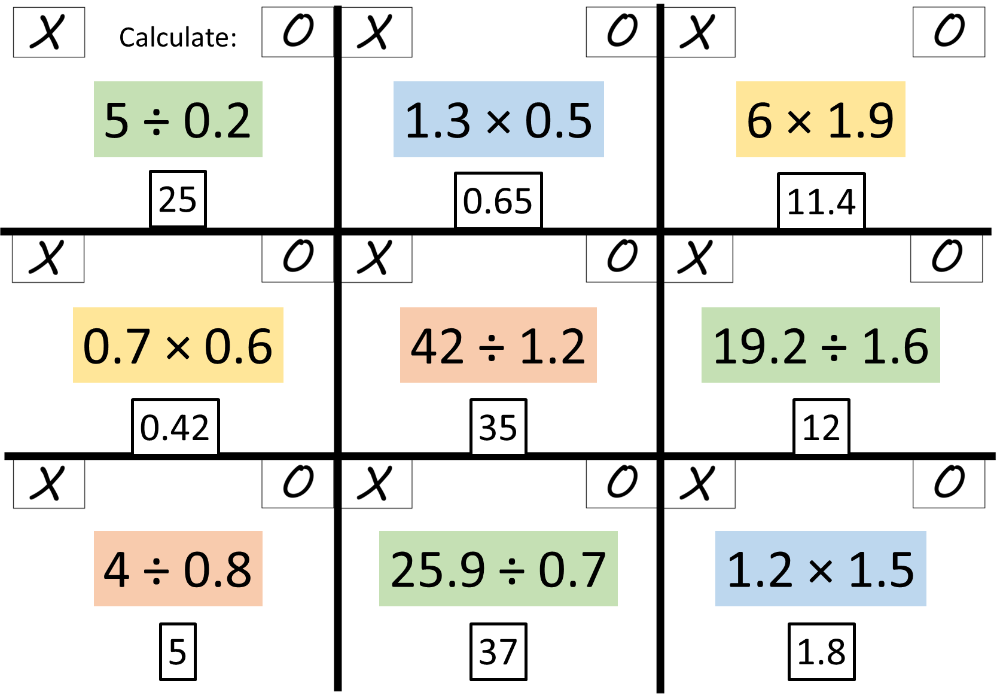 X Calculate: O X O X O
5 ÷ 0.2 1.3 × 0.5 6 × 1.9
25 0.65 11.4
X O X O X O
0.7 × 0.6 42 ÷ 1.2 19.2 ÷ 1.6
0.42 35 12
X O X O X O
4 ÷ 0.8 25.9 ÷ 0.7 1.2 × 1.5
5 37 1.8